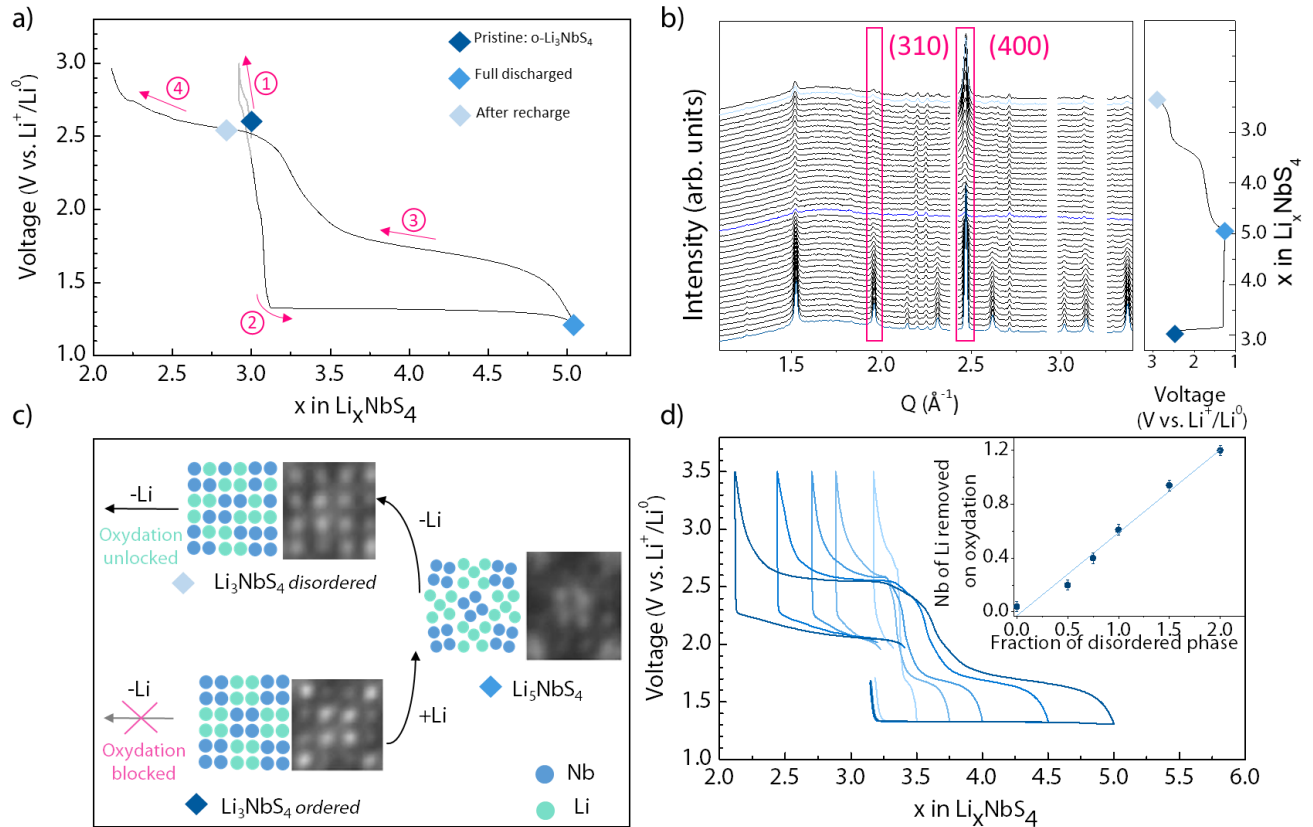 a)
Voltage (V vs. Li⁺/Li⁰)
3.0
2.5
2.0
1.5
1.0
2.0 2.5 3.0 3.5 4.0 4.5 5.0
x in LiₓNbS₄
①
②
③
④
Pristine: o-Li₃NbS₄
Full discharged
After recharge
b)
Intensity (arb. units)
(310)
(400)
1.5 2.0 2.5 3.0
Q (Å⁻¹)
3.0
4.0
5.0
4.0
3.0
x in LiₓNbS₄
3 2 1
Voltage
(V vs. Li⁺/Li⁰)
c)
-Li
Oxydation
unlocked
Li₃NbS₄ disordered
-Li
Li₅NbS₄
+Li
-Li
Oxydation
blocked
Li₃NbS₄ ordered
Nb
Li
d)
Voltage (V vs. Li⁺/Li⁰)
3.5
3.0
2.5
2.0
1.5
1.0
2.0 2.5 3.0 3.5 4.0 4.5 5.0 5.5 6.0
x in LiₓNbS₄
Nb of Li removed
on oxydation
1.2
0.4
0.0
0.0 0.5 0.5 1.0 1.5 2.0
Fraction of disordered phase